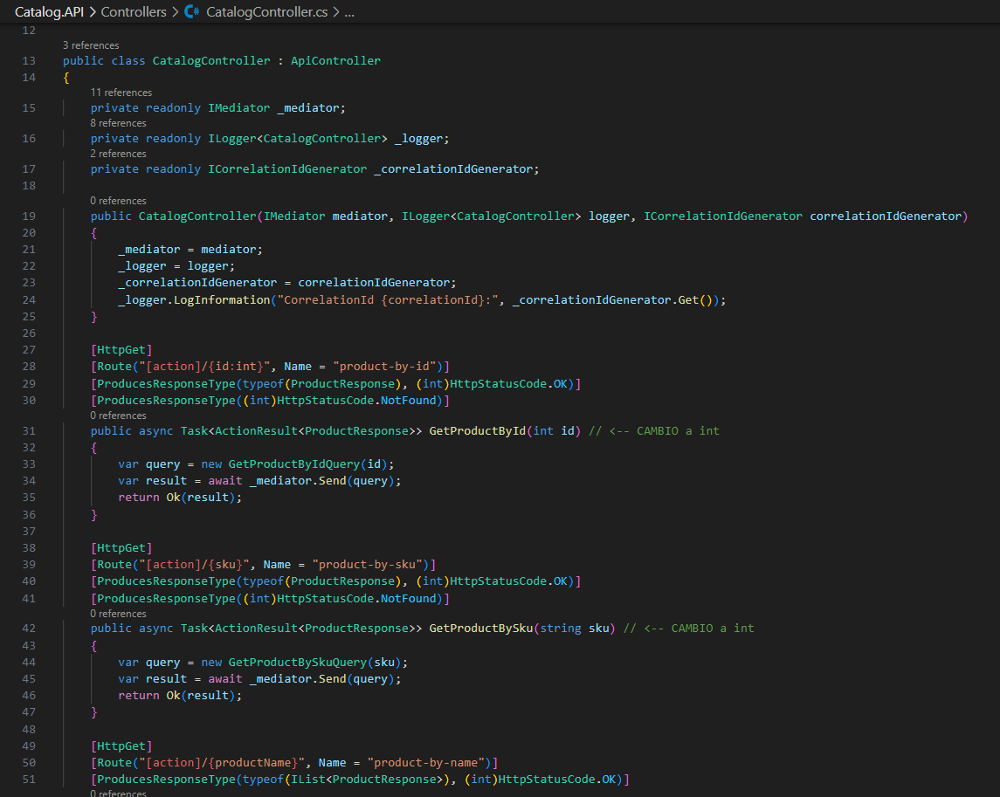 Catalog.API > Controllers > C# CatalogController.cs > ...
12
3 references
13 public class CatalogController : ApiController
14 {
11 references
15 private readonly IMediator _mediator;
8 references
16 private readonly ILogger<CatalogController> _logger;
2 references
17 private readonly ICorrelationIdGenerator _correlationIdGenerator;
18
0 references
19 public CatalogController(IMediator mediator, ILogger<CatalogController> logger, ICorrelationIdGenerator correlationIdGenerator)
20 {
21 _mediator = mediator;
22 _logger = logger;
23 _correlationIdGenerator = correlationIdGenerator;
24 _logger.LogInformation("CorrelationId {correlationId}:", _correlationIdGenerator.Get());
25 }
26
27 [HttpGet]
28 [Route("[action]/{id:int}", Name = "product-by-id")]
29 [ProducesResponseType(typeof(ProductResponse), (int)HttpStatusCode.OK)]
30 [ProducesResponseType((int)HttpStatusCode.NotFound)]
0 references
31 public async Task<ActionResult<ProductResponse>> GetProductById(int id) // <-- CAMBIO a int
32 {
33 var query = new GetProductByIdQuery(id);
34 var result = await _mediator.Send(query);
35 return Ok(result);
36 }
37
38 [HttpGet]
39 [Route("[action]/{sku}", Name = "product-by-sku")]
40 [ProducesResponseType(typeof(ProductResponse), (int)HttpStatusCode.OK)]
41 [ProducesResponseType((int)HttpStatusCode.NotFound)]
0 references
42 public async Task<ActionResult<ProductResponse>> GetProductBySku(string sku) // <-- CAMBIO a int
43 {
44 var query = new GetProductBySkuQuery(sku);
45 var result = await _mediator.Send(query);
46 return Ok(result);
47 }
48
49 [HttpGet]
50 [Route("[action]/{productName}", Name = "product-by-name")]
51 [ProducesResponseType(typeof(IList<ProductResponse>), (int)HttpStatusCode.OK)]
0 references